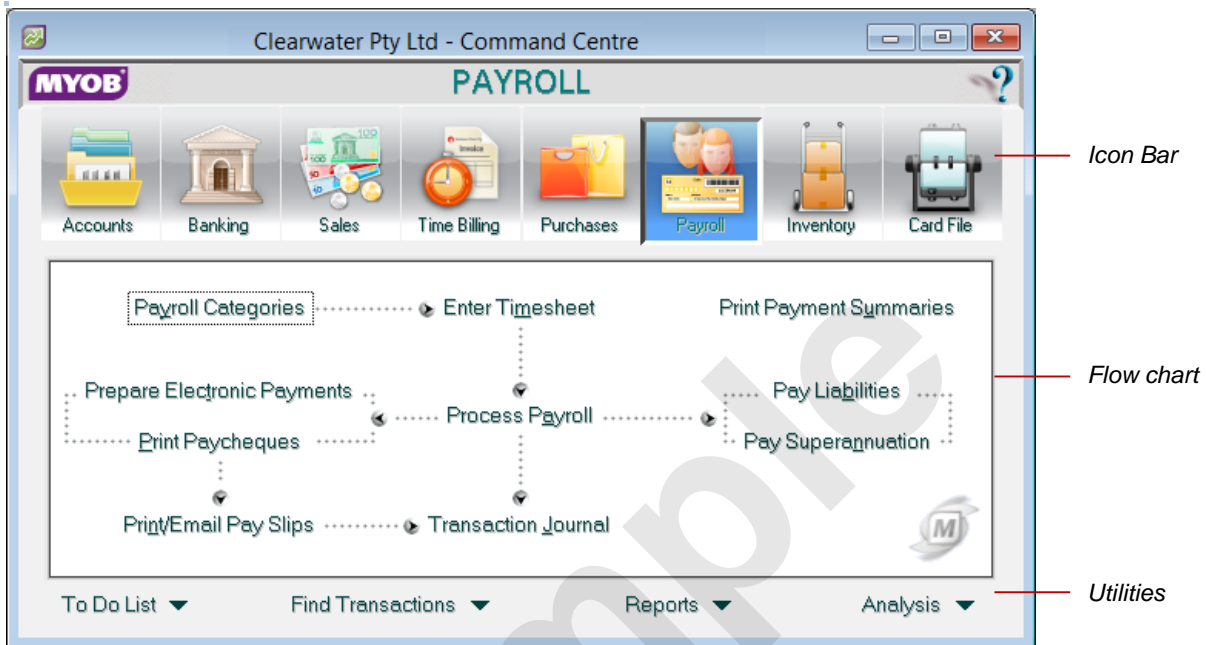 Clearwater Pty Ltd - Command Centre
MYOB
PAYROLL
Accounts
Banking
Sales
Time Billing
Purchases
Payroll
Inventory
Card File
Icon Bar
Payroll Categories
Enter Timesheet
Print Payment Summaries
Prepare Electronic Payments
Process Payroll
Pay Liabilities
Flow chart
Print Paycheques
Pay Superannuation
Print/Email Pay Slips
Transaction Journal
M
To Do List
Find Transactions
Reports
Analysis
Utilities
mple